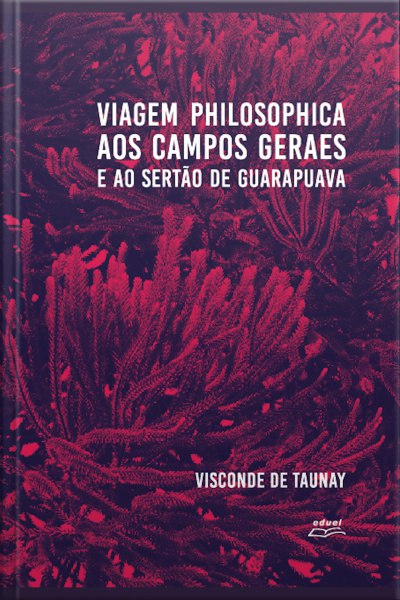 VIAGEM PHILOSOPHICA
AOS CAMPOS GERAES
E AO SERTÃO DE GUARAPUAVA
VISCONDE DE TAUNAY
eduel